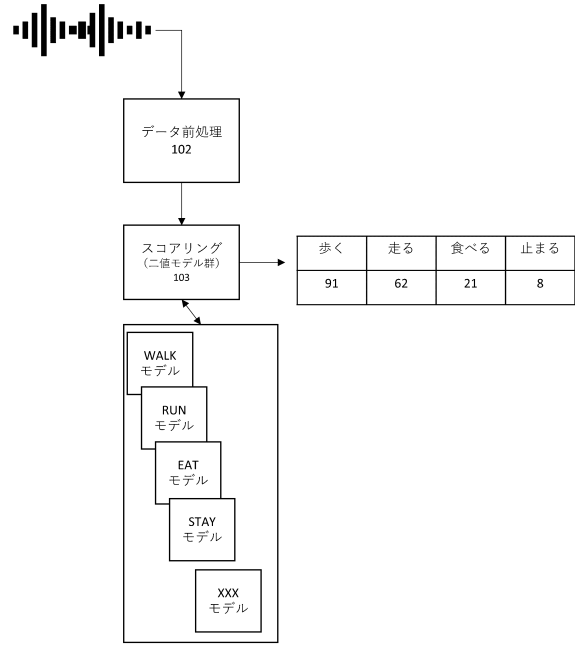 データ前処理
102
スコアリング
（二値モデル群）
103
歩く 走る 食べる 止まる
91 62 21 8
WALK
モデル
RUN
モデル
EAT
モデル
STAY
モデル
XXX
モデル